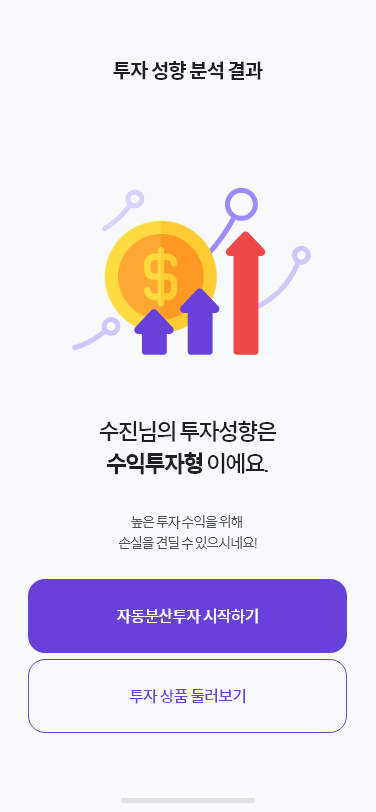 투자 성향 분석 결과
$
수진님의 투자성향은
수익투자형 이에요.
높은 투자 수익을 위해
손실을 견딜 수 있으시네요!
자동분산투자 시작하기
투자 상품 둘러보기